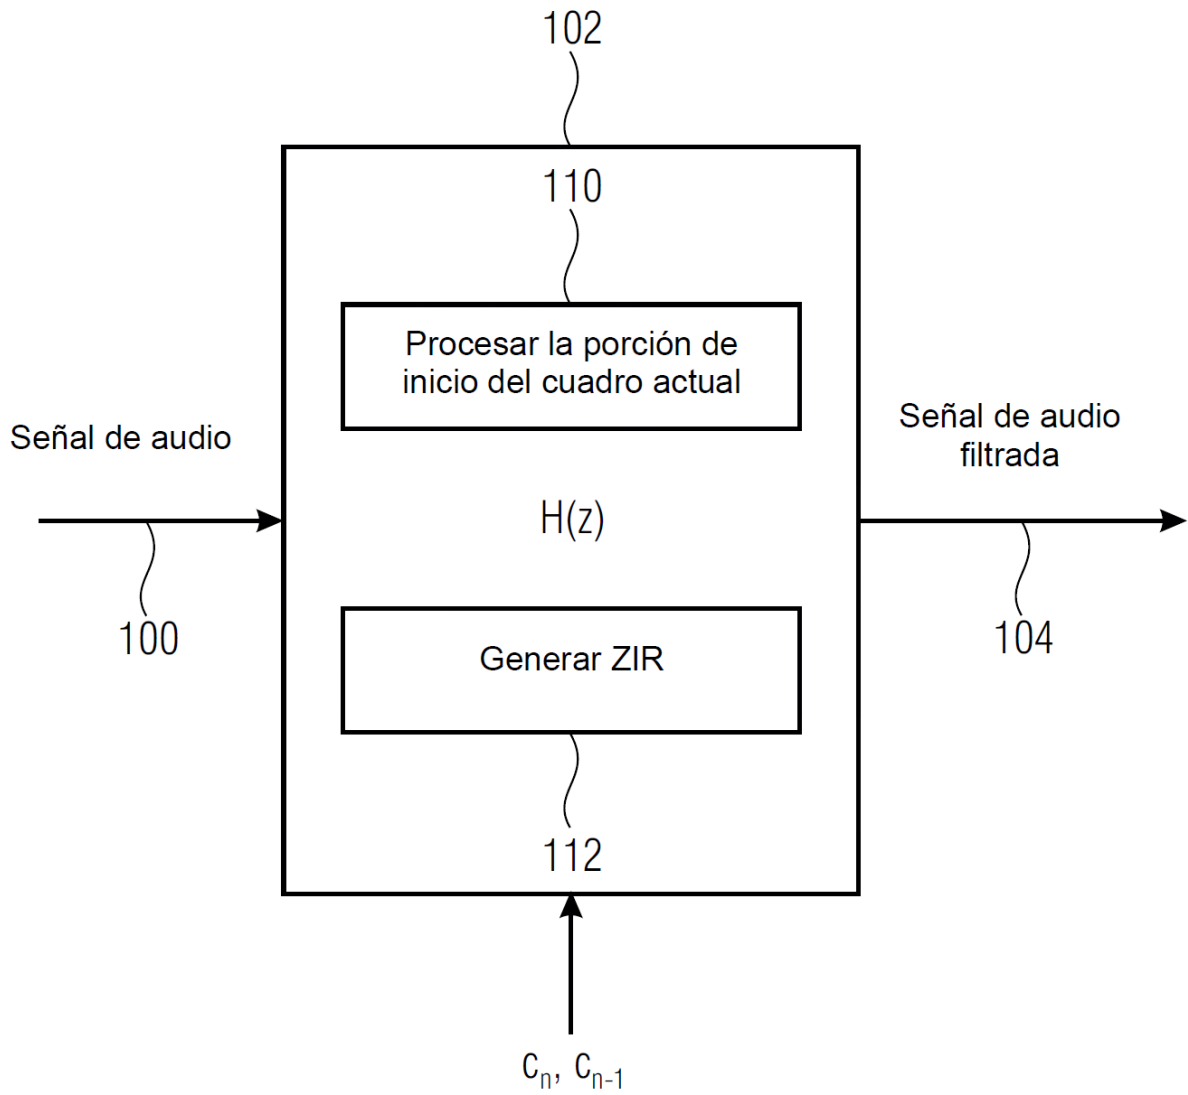 102
110
Procesar la porción de
inicio del cuadro actual
Señal de audio
Señal de audio
filtrada
H(z)
100
104
Generar ZIR
112
cn, cn-1